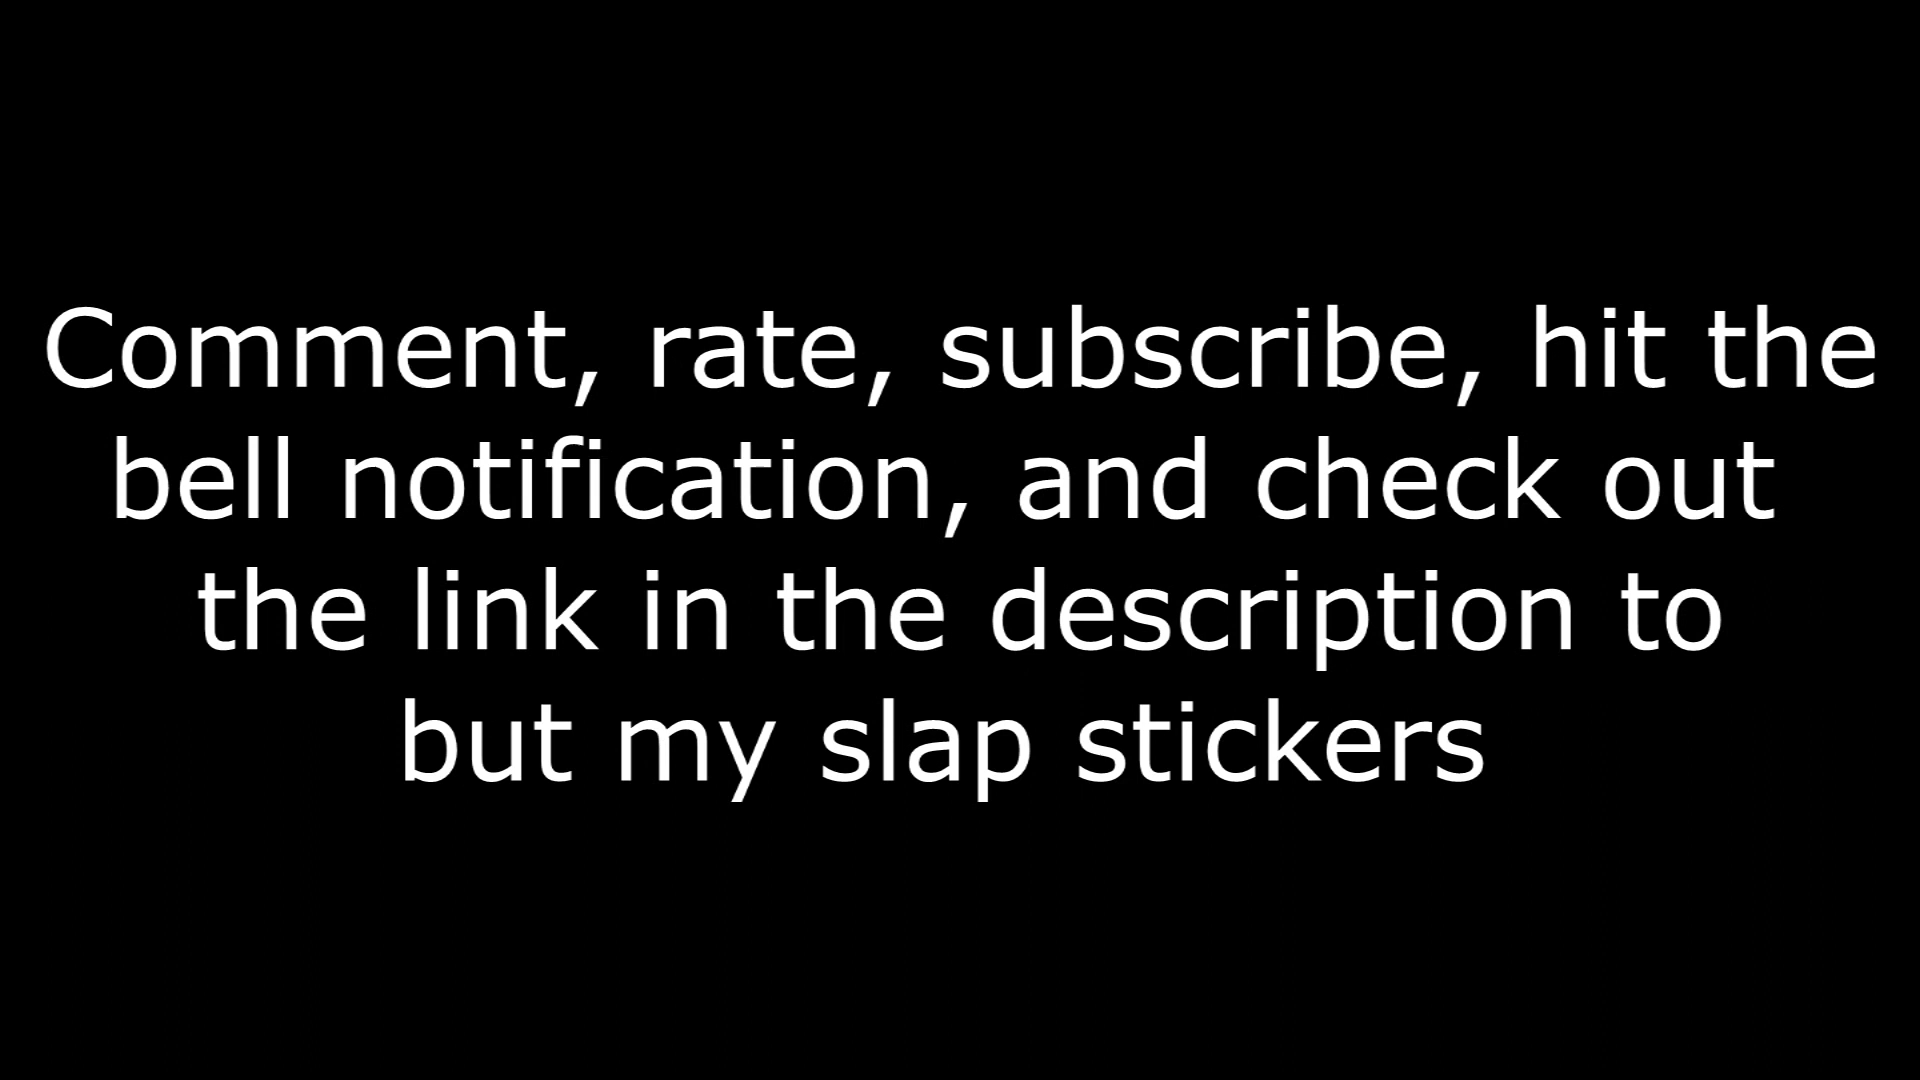 Comment, rate, subscribe, hit the
bell notification, and check out
the link in the description to
but my slap stickers